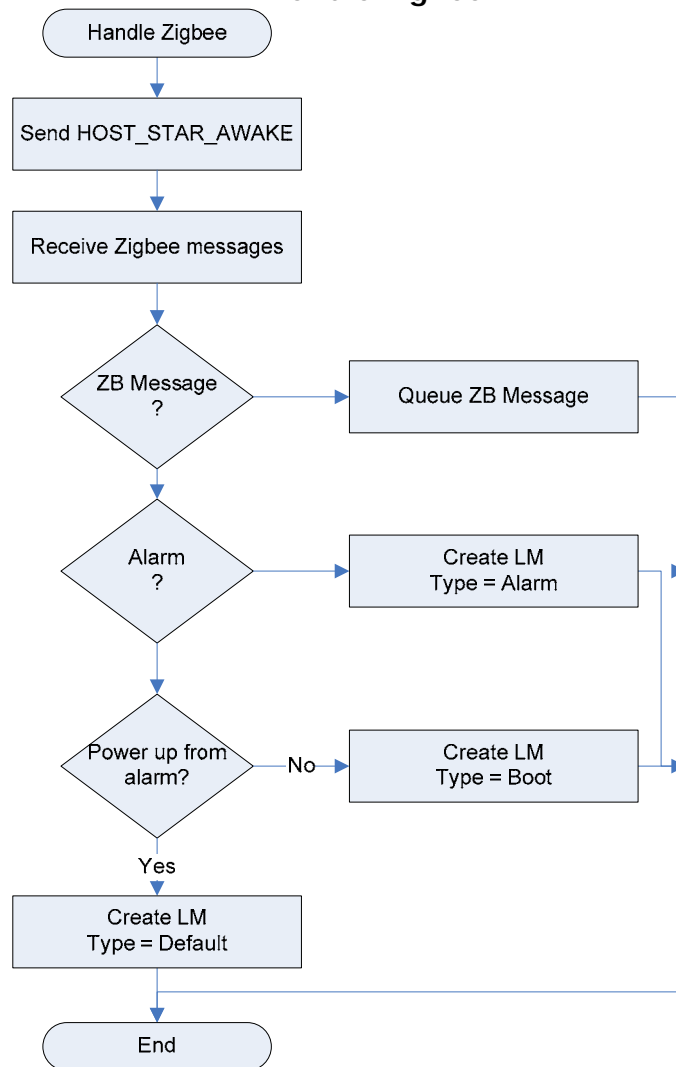 Handle Zigbee
Send HOST_STAR_AWAKE
Receive Zigbee messages
ZB Message
?
Queue ZB Message
Alarm
?
Create LM
Type = Alarm
Power up from
alarm?
No
Create LM
Type = Boot
Yes
Create LM
Type = Default
End